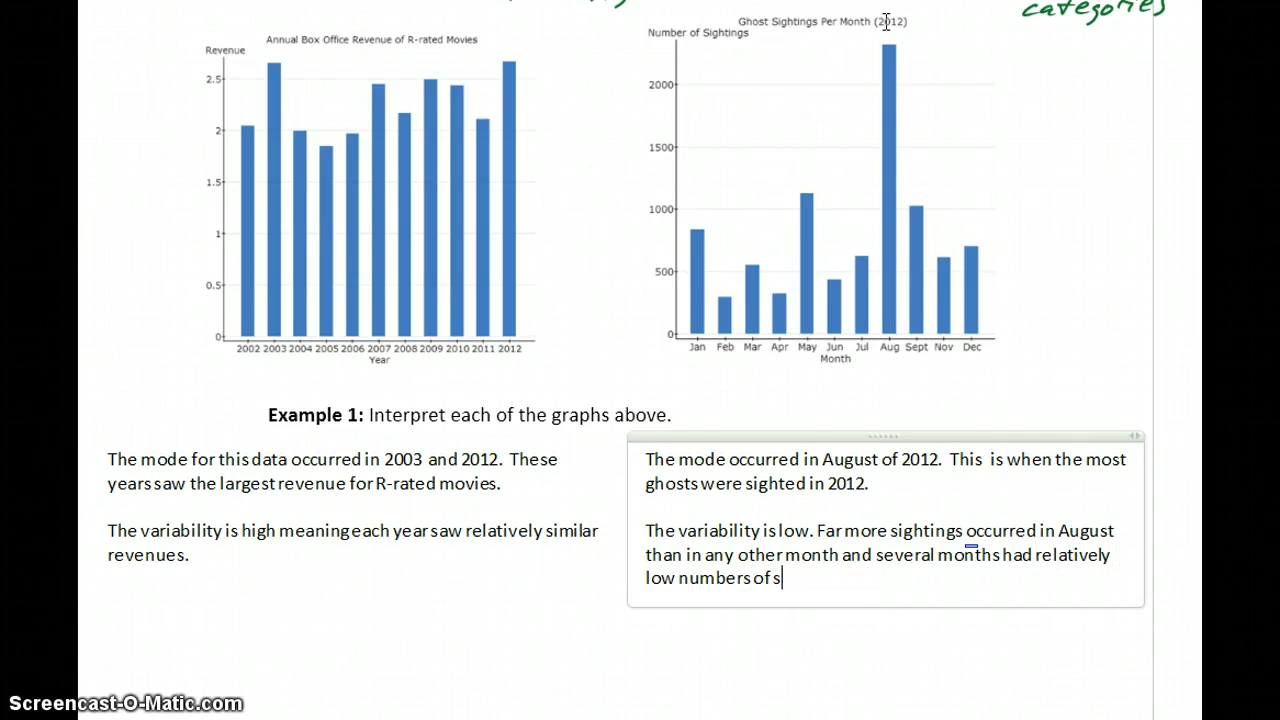 categories
Annual Box Office Revenue of R-rated Movies
Revenue
2.5
2
1.5
1
0.5
0
2002 2003 2004 2005 2006 2007 2008 2009 2010 2011 2012
Year
Ghost Sightings Per Month (2012)
Number of Sightings
2000
1500
1000
500
0
Jan Feb Mar Apr May Jun Jul Aug Sept Nov Dec
Month
Example 1: Interpret each of the graphs above.
The mode for this data occurred in 2003 and 2012. These
years saw the largest revenue for R-rated movies.
The variability is high meaning each year saw relatively similar
revenues.
The mode occurred in August of 2012. This is when the most
ghosts were sighted in 2012.
The variability is low. Far more sightings occurred in August
than in any other month and several months had relatively
low numbers of s
Screencast-O-Matic.com